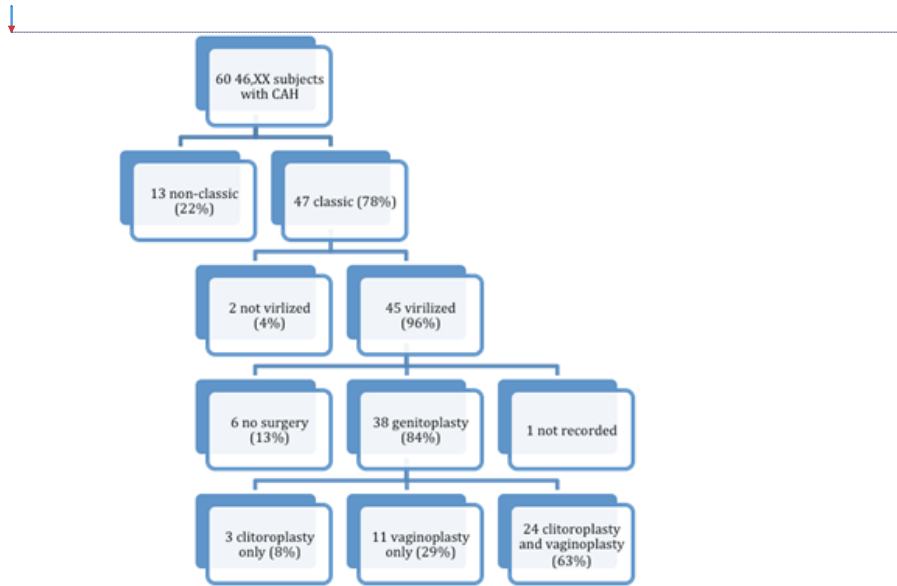 60 46,XX subjects
with CAH
13 non-classic
(22%)
47 classic (78%)
2 not virlized
(4%)
45 virilized
(96%)
6 no surgery
(13%)
38 genitoplasty
(84%)
1 not recorded
3 clitoroplasty
only (8%)
11 vaginoplasty
only (29%)
24 clitoroplasty
and vaginoplasty
(63%)